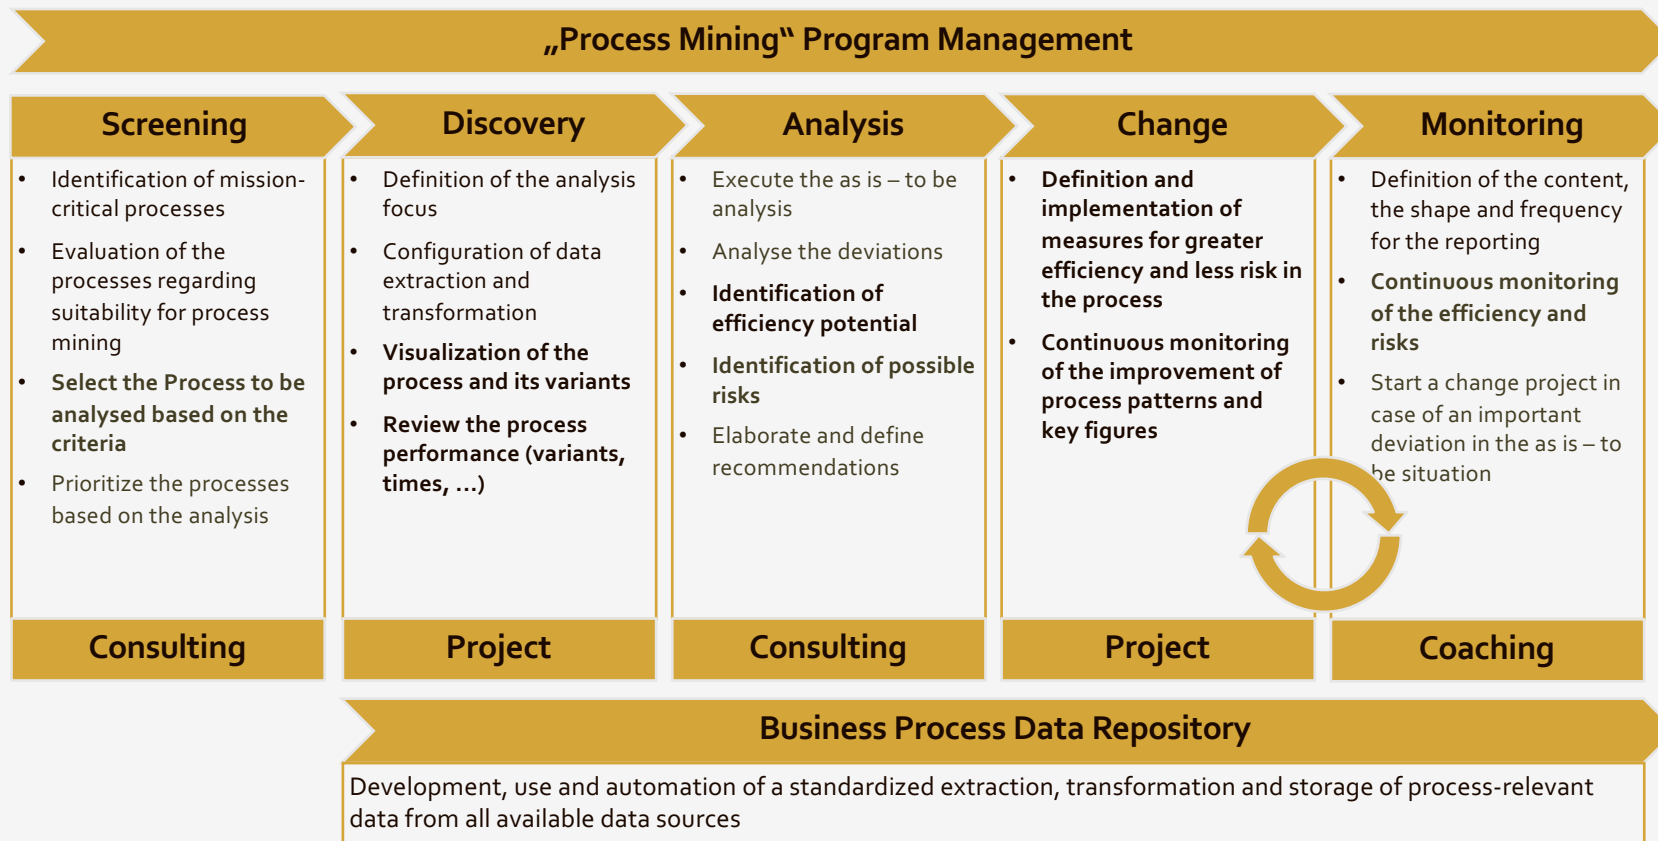 „Process Mining“ Program Management
Screening
• Identification of mission-
critical processes
• Evaluation of the
processes regarding
suitability for process
mining
• Select the Process to be
analysed based on the
criteria
• Prioritize the processes
based on the analysis
Consulting
Discovery
• Definition of the analysis
focus
• Configuration of data
extraction and
transformation
• Visualization of the
process and its variants
• Review the process
performance (variants,
times, ...)
Project
Analysis
• Execute the as is – to be
analysis
• Analyse the deviations
• Identification of
efficiency potential
• Identification of possible
risks
• Elaborate and define
recommendations
Consulting
Change
• Definition and
implementation of
measures for greater
efficiency and less risk in
the process
• Continuous monitoring
of the improvement of
process patterns and
key figures
Project
Monitoring
• Definition of the content,
the shape and frequency
for the reporting
• Continuous monitoring
of the efficiency and
risks
• Start a change project in
case of an important
deviation in the as is – to
be situation
Coaching
Business Process Data Repository
Development, use and automation of a standardized extraction, transformation and storage of process-relevant
data from all available data sources